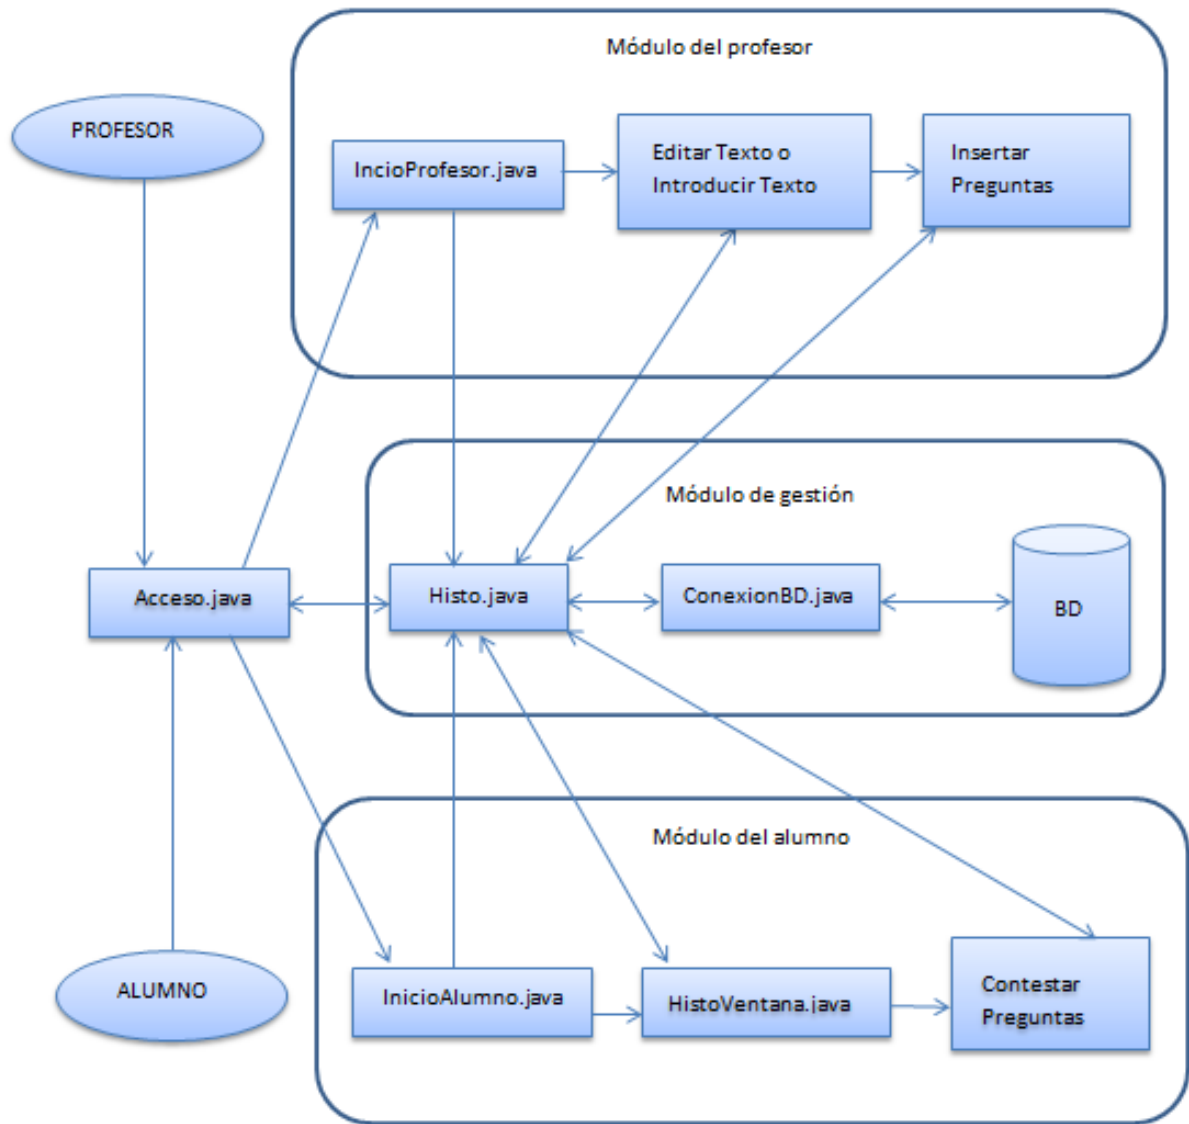 Módulo del profesor
PROFESOR
IncioProfesor.java
Editar Texto o
Introducir Texto
Insertar
Preguntas
Módulo de gestión
Acceso.java
Histo.java
ConexionBD.java
BD
Módulo del alumno
ALUMNO
InicioAlumno.java
HistoVentana.java
Contestar
Preguntas